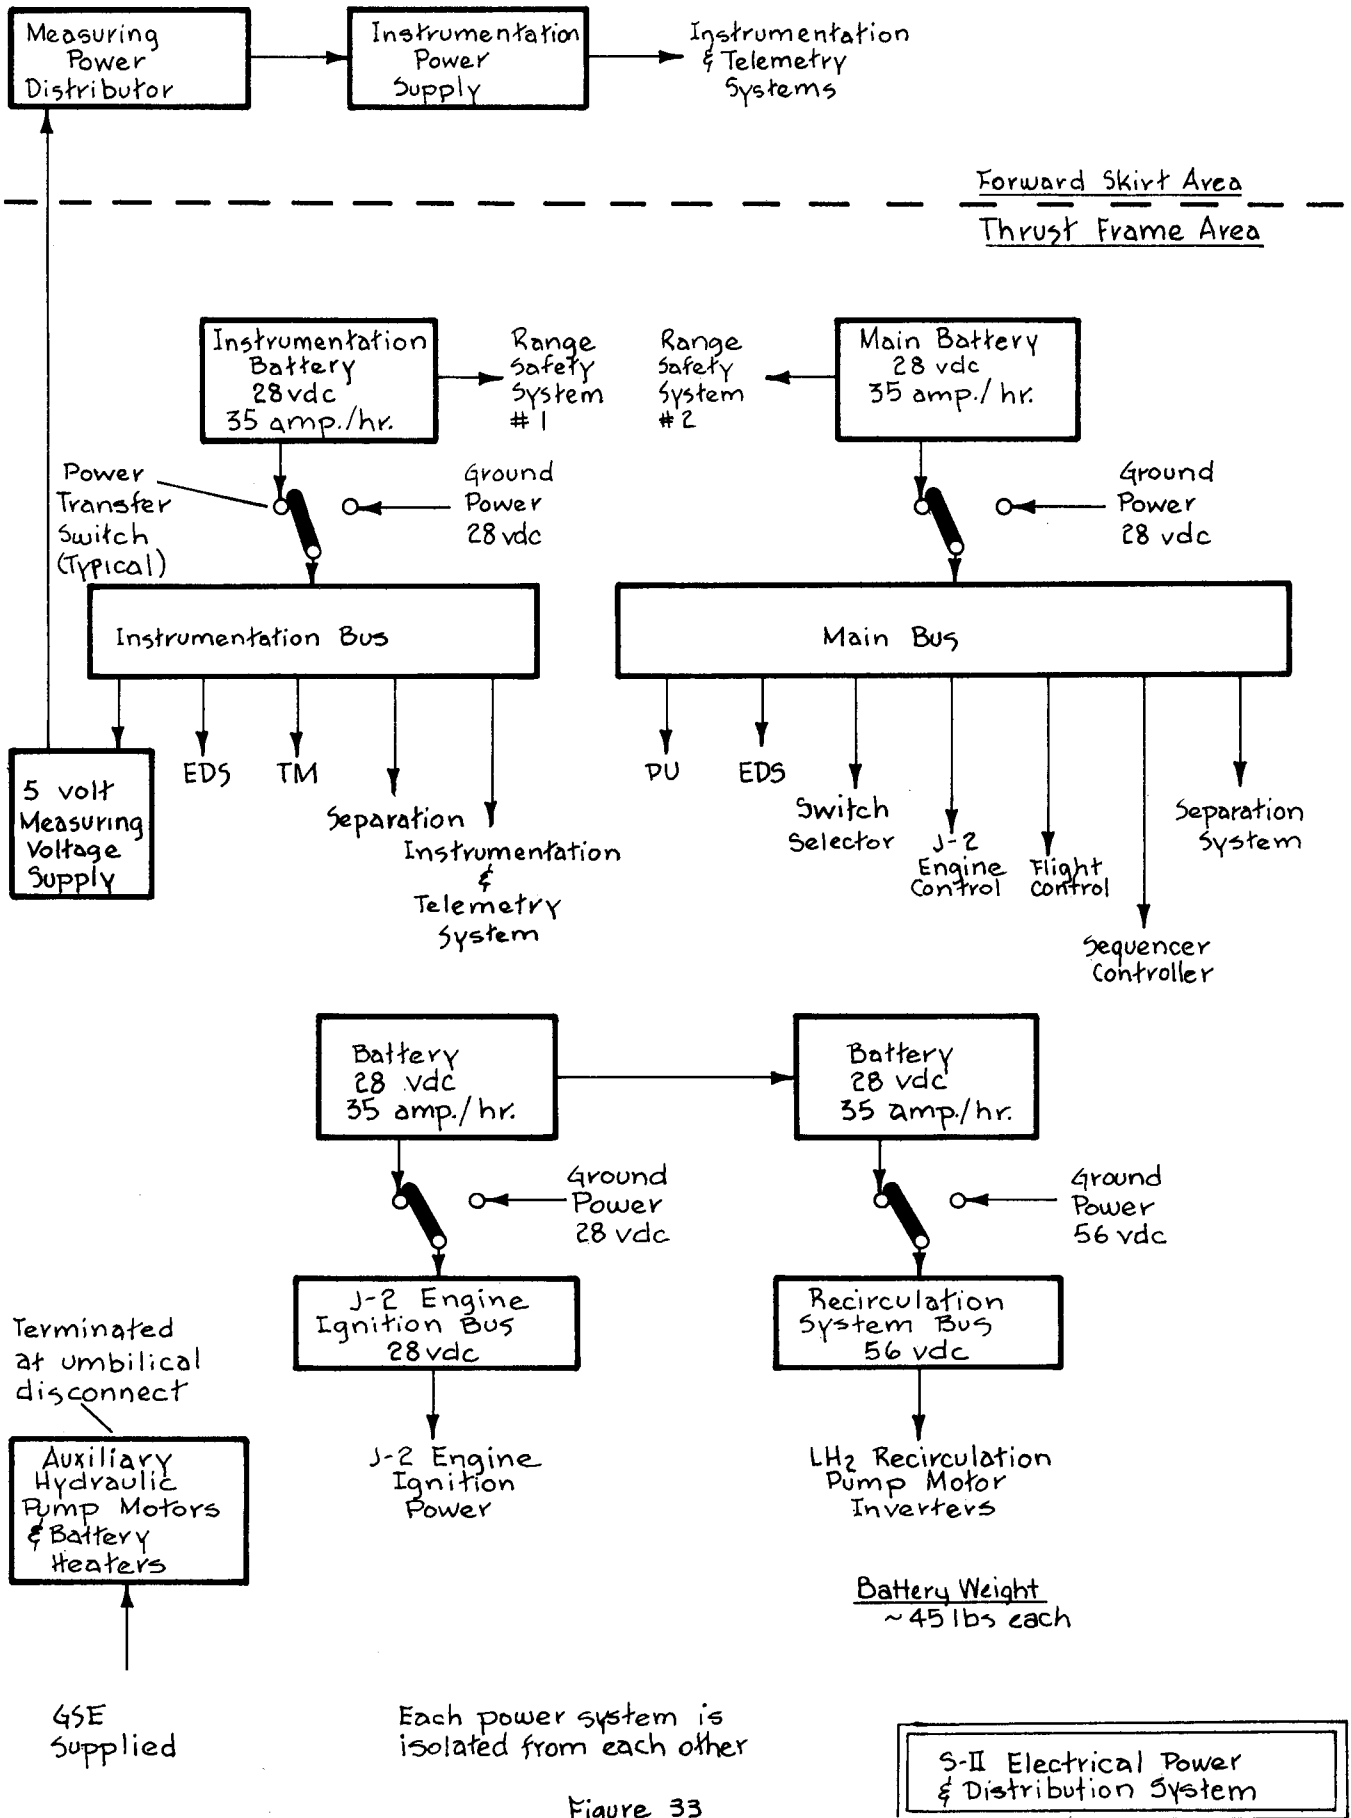 Measuring
Power
Distributor
Instrumentation
Power
Supply
Instrumentation
& Telemetry
Systems
Forward Skirt Area
Thrust Frame Area
Instrumentation
Battery
28vdc
35 amp./hr.
Range
Safety
System
#1
Range
Safety
System
#2
Main Battery
28 vdc
35 amp./hr.
Power
Transfer
Switch
(Typical)
Ground
Power
28 vdc
Ground
Power
28 vdc
Instrumentation Bus
Main Bus
5 volt
Measuring
Voltage
Supply
EDS
TM
Separation
Instrumentation
&
Telemetry
System
PU
EDS
Switch
Selector
J-2
Engine
Control
Flight
Control
Sequencer
Controller
Separation
System
Battery
28 vdc
35 amp./hr.
Battery
28 vdc
35 amp./hr.
Ground
Power
28 vdc
Ground
Power
56 vdc
J-2 Engine
Ignition Bus
28vdc
Recirculation
System Bus
56 vdc
Terminated
at umbilical
disconnect
Auxiliary
Hydraulic
Pump Motors
& Battery
Heaters
J-2 Engine
Ignition
Power
LH2 Recirculation
Pump Motor
Inverters
Battery Weight
~45 lbs each
GSE
Supplied
Each power system is
isolated from each other
S-II Electrical Power
& Distribution System
Figure 33